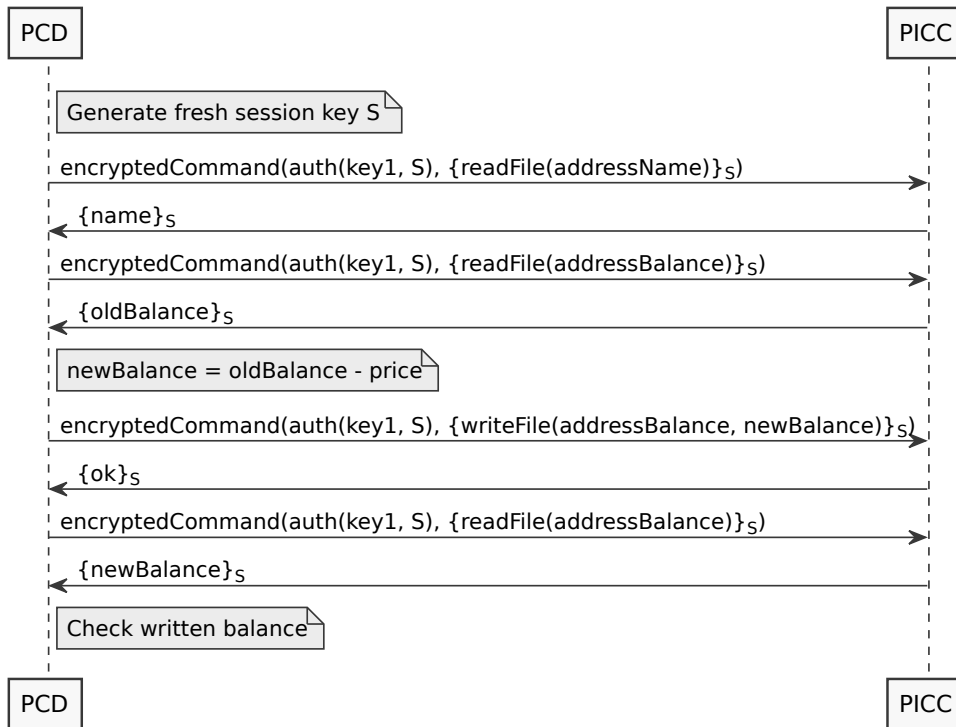 PCD PICC
Generate fresh session key S
encryptedCommand(auth(key1, S), {readFile(addressName)}S)
{name}S
encryptedCommand(auth(key1, S), {readFile(addressBalance)}S)
{oldBalance}S
newBalance = oldBalance - price
encryptedCommand(auth(key1, S), {writeFile(addressBalance, newBalance)}S)
{ok}S
encryptedCommand(auth(key1, S), {readFile(addressBalance)}S)
{newBalance}S
Check written balance
PCD PICC